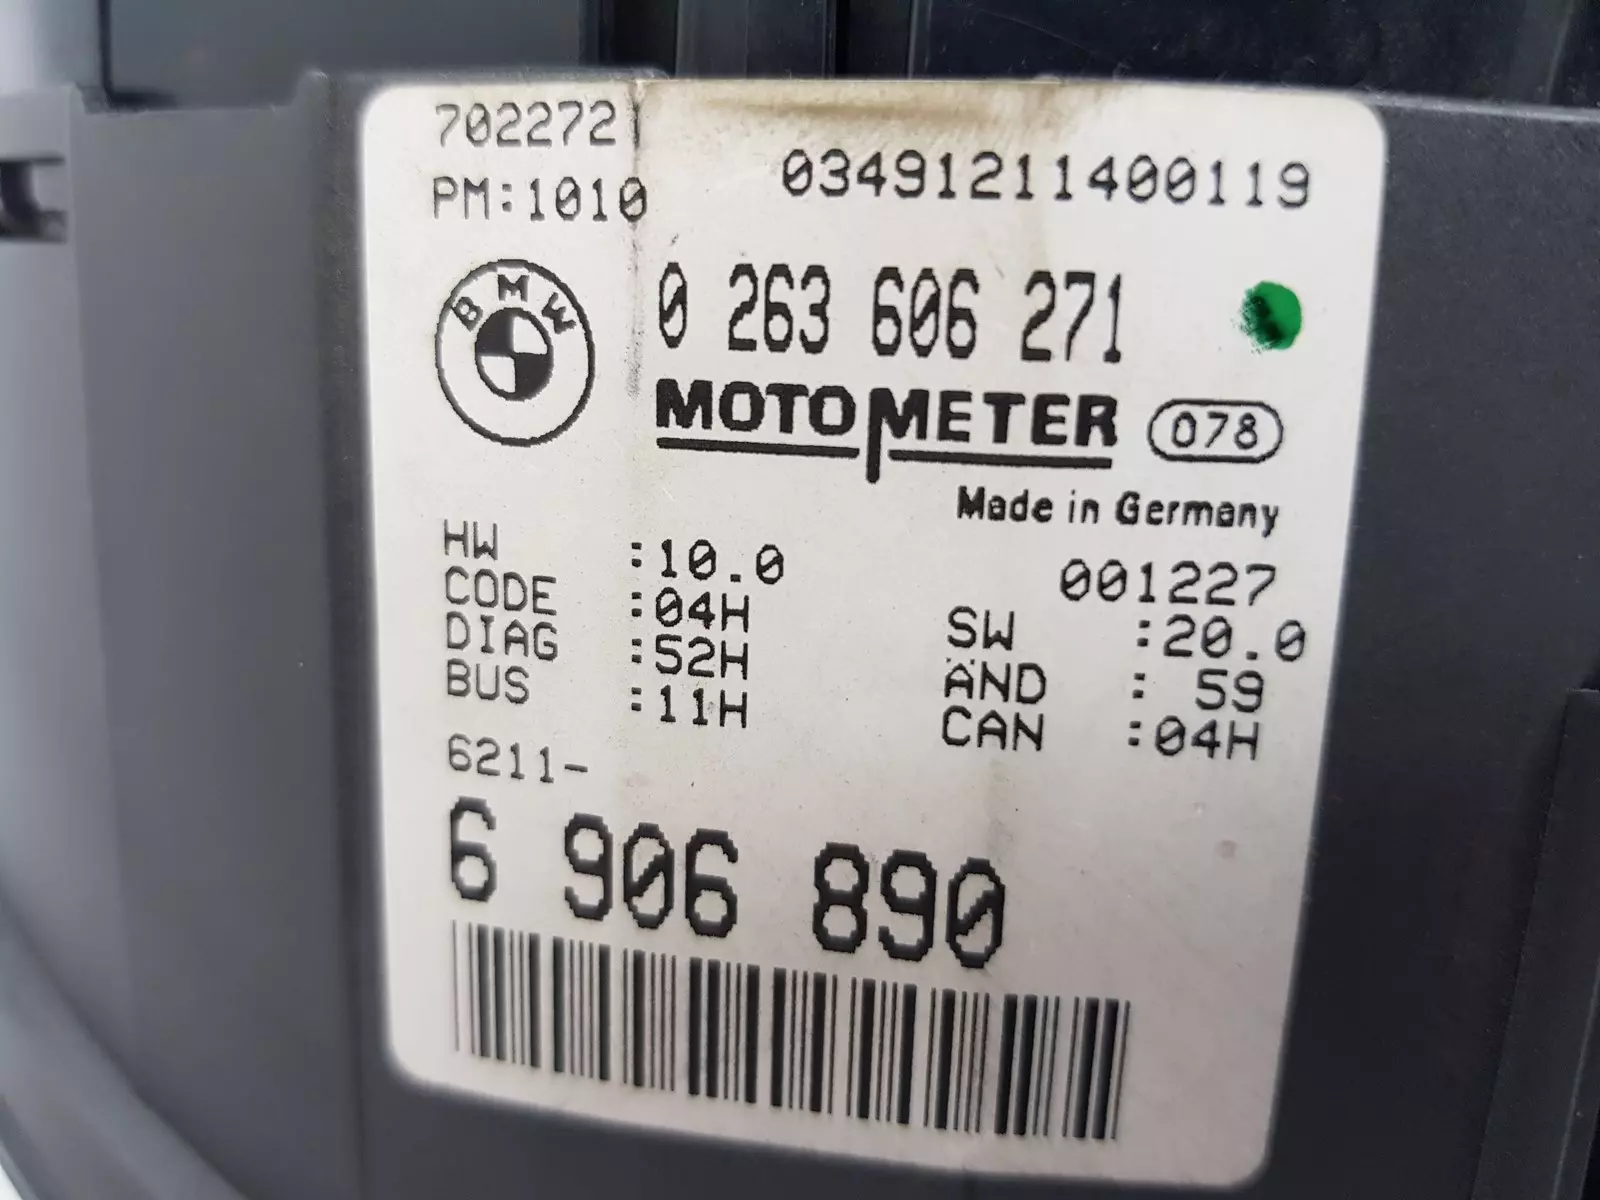 702272
PM:1010
03491211400119
BMW
0 263 606 271
MOTOMETER
078
Made in Germany
HW :10.0
001227
CODE :04H
SW :20.0
DIAG :52H
ÄND : 59
BUS :11H
CAN :04H
6211-
6 906 890